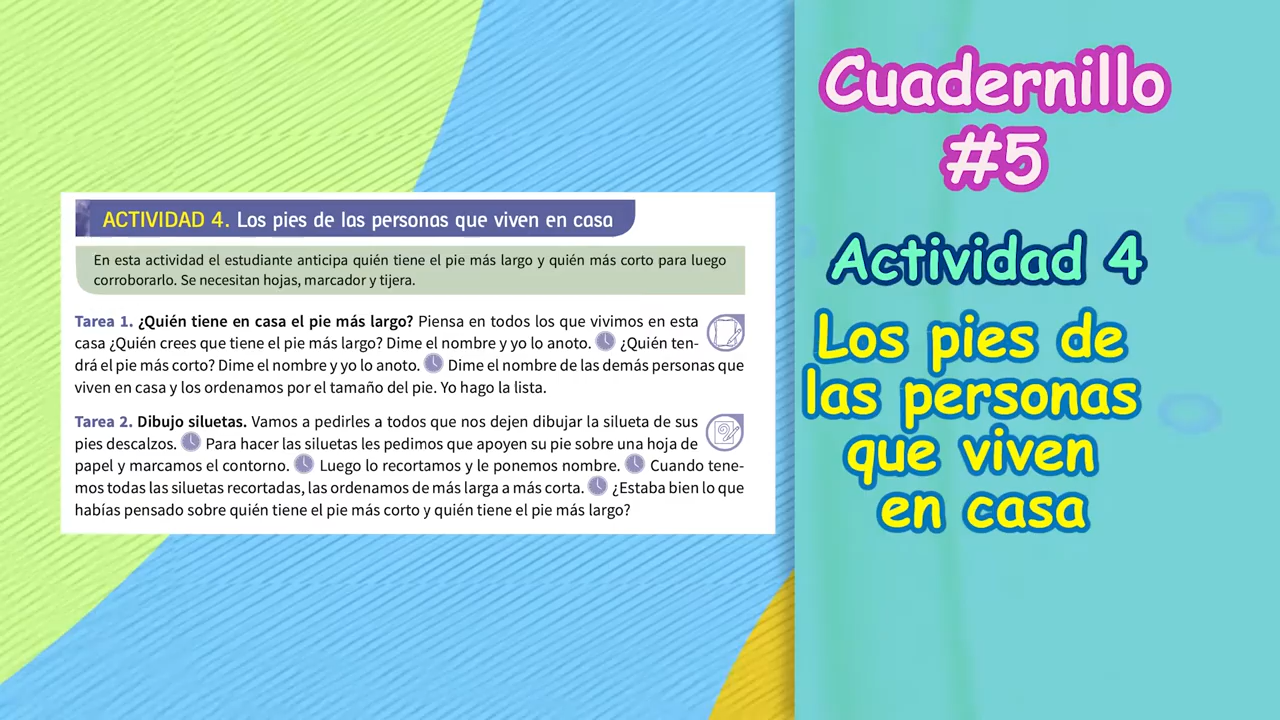 ACTIVIDAD 4. Los pies de las personas que viven en casa
En esta actividad el estudiante anticipa quién tiene el pie más largo y quién más corto para luego
corroborarlo. Se necesitan hojas, marcador y tijera.
Tarea 1. ¿Quién tiene en casa el pie más largo? Piensa en todos los que vivimos en esta
casa ¿Quién crees que tiene el pie más largo? Dime el nombre y yo lo anoto. ¿Quién ten-
drá el pie más corto? Dime el nombre y yo lo anoto. Dime el nombre de las demás personas que
viven en casa y los ordenamos por el tamaño del pie. Yo hago la lista.
Tarea 2. Dibujo siluetas. Vamos a pedirles a todos que nos dejen dibujar la silueta de sus
pies descalzos. Para hacer las siluetas les pedimos que apoyen su pie sobre una hoja de
papel y marcamos el contorno. Luego lo recortamos y le ponemos nombre. Cuando tene-
mos todas las siluetas recortadas, las ordenamos de más larga a más corta. ¿Estaba bien lo que
habías pensado sobre quién tiene el pie más corto y quién tiene el pie más largo?
Cuadernillo
#5
Actividad 4
Los pies de
las personas
que viven
en casa